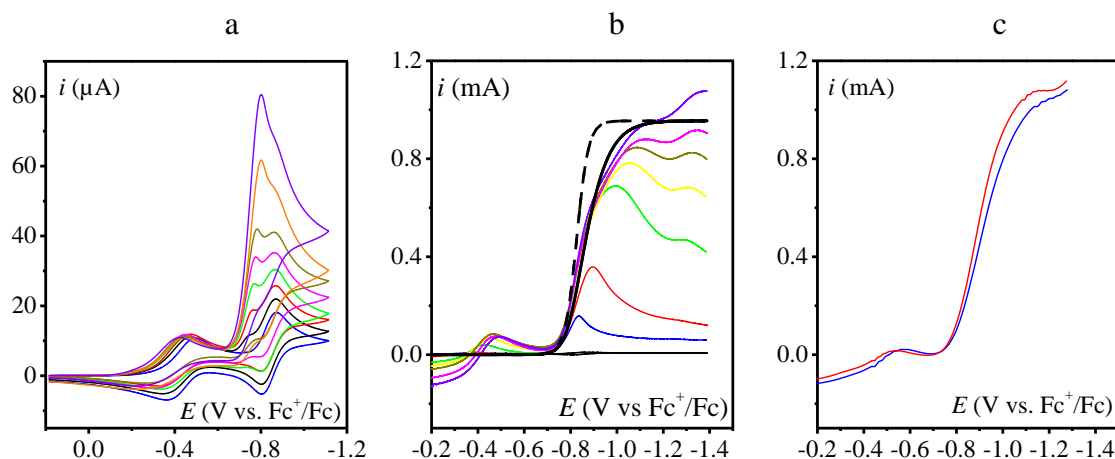 a
i (µA)
80
60
40
20
0
E (V vs. Fc⁺/Fc)
0.0 -0.4 -0.8 -1.2
b
1.2
i (mA)
0.8
0.4
0.0
E (V vs Fc⁺/Fc)
-0.2 -0.4 -0.6 -0.8 -1.0 -1.2 -1.4
c
1.2
i (mA)
0.8
0.4
0.0
E (V vs. Fc⁺/Fc)
-0.2 -0.4 -0.6 -0.8 -1.0 -1.2 -1.4